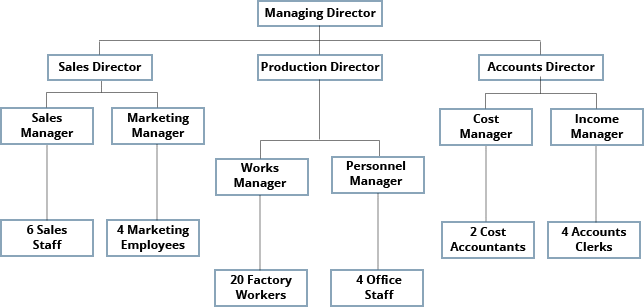 Managing Director
Sales Director
Production Director
Accounts Director
Sales
Manager
Marketing
Manager
Cost
Manager
Income
Manager
Works
Manager
Personnel
Manager
6 Sales
Staff
4 Marketing
Employees
2 Cost
Accountants
4 Accounts
Clerks
20 Factory
Workers
4 Office
Staff